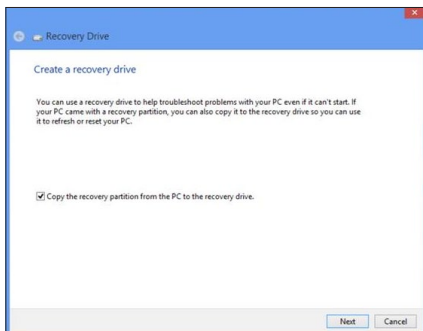 Recovery Drive
Create a recovery drive
You can use a recovery drive to help troubleshoot problems with your PC even if it can't start. If
your PC came with a recovery partition, you can also copy it to the recovery drive so you can use
it to refresh or reset your PC.
Copy the recovery partition from the PC to the recovery drive.
Next Cancel